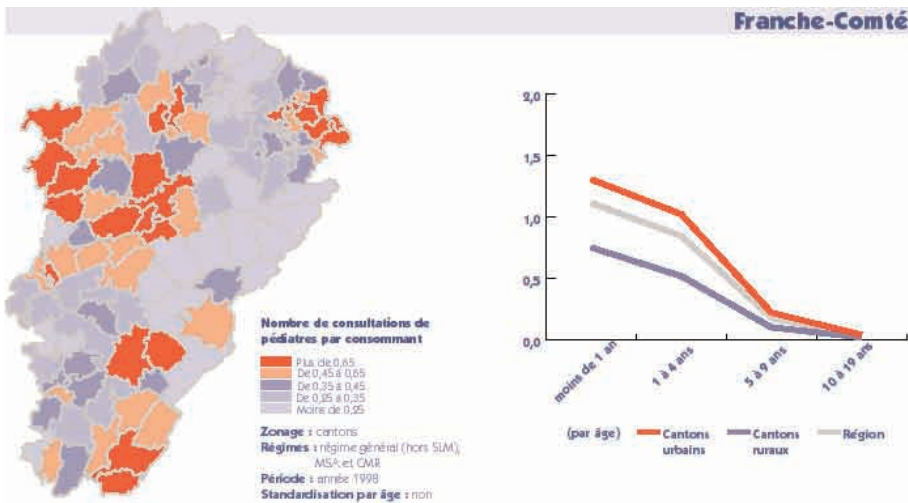 Franche-Comté
2,0
1,5
1,0
0,5
0,0
moins de 1 an
1 à 4 ans
5 à 9 ans
10 à 19 ans
(par âge)
Cantons urbains
Cantons ruraux
Région
Nombre de consultations de
pédiatres par consommant
Plus de 0,65
De 0,45 à 0,65
De 0,35 à 0,45
De 0,25 à 0,35
Moins de 0,25
Zonage : cantons
Régimes : régime général (hors SLM),
MSA et CMR
Période : année 1998
Standardisation par âge : non